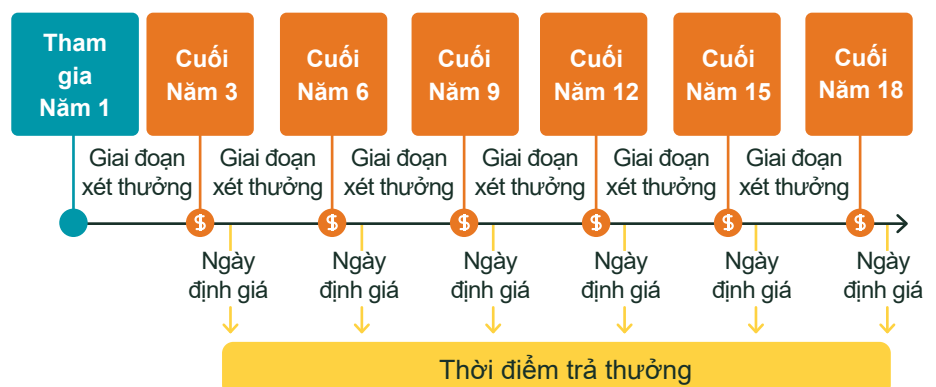 Tham
gia
Năm 1
Cuối
Năm 3
Cuối
Năm 6
Cuối
Năm 9
Cuối
Năm 12
Cuối
Năm 15
Cuối
Năm 18
Giai đoạn
xét thưởng
Giai đoạn
xét thưởng
Giai đoạn
xét thưởng
Giai đoạn
xét thưởng
Giai đoạn
xét thưởng
Giai đoạn
xét thưởng
$ $ $ $ $ $
Ngày
định giá
Ngày
định giá
Ngày
định giá
Ngày
định giá
Ngày
định giá
Ngày
định giá
Thời điểm trả thưởng